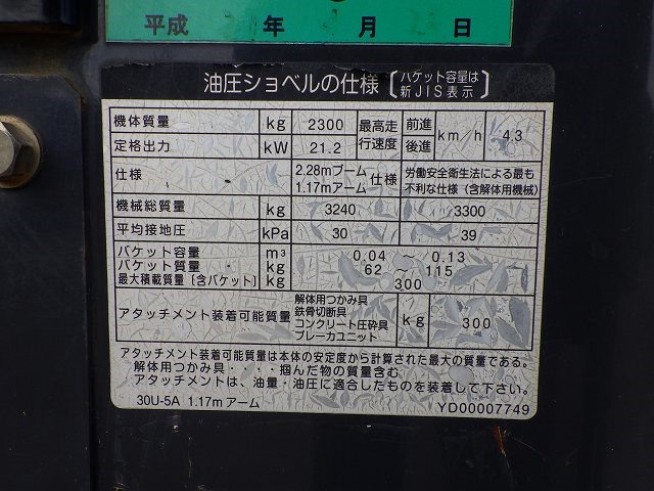 平成 年 月 日
油圧ショベルの仕様 〔バケット容量は 新JIS表示〕
機体質量 kg 2300 最高走行速度 前進 後進 km/h 4.3
定格出力 kW 21.2
仕様 2.28mブーム 1.17mアーム 仕様 労働安全衛生法による最も不利な仕様(含解体用機械)
機械総質量 kg 3240 3300
平均接地圧 kPa 30 39
バケット容量 m³ 0.04 ~ 0.13
バケット質量 kg 62 ~ 115
最大積載質量〔含バケット〕 kg 300
アタッチメント装着可能質量 解体用つかみ具 鉄骨切断具 コンクリート圧砕具 ブレーカユニット kg 300
アタッチメント装着可能質量は本体の安定度から計算された最大の質量である。
解体用つかみ具・・・・掴んだ物の質量含む
アタッチメントは、油量・油圧に適合したものを装着して下さい。
30U-5A 1.17mアーム YD00007749